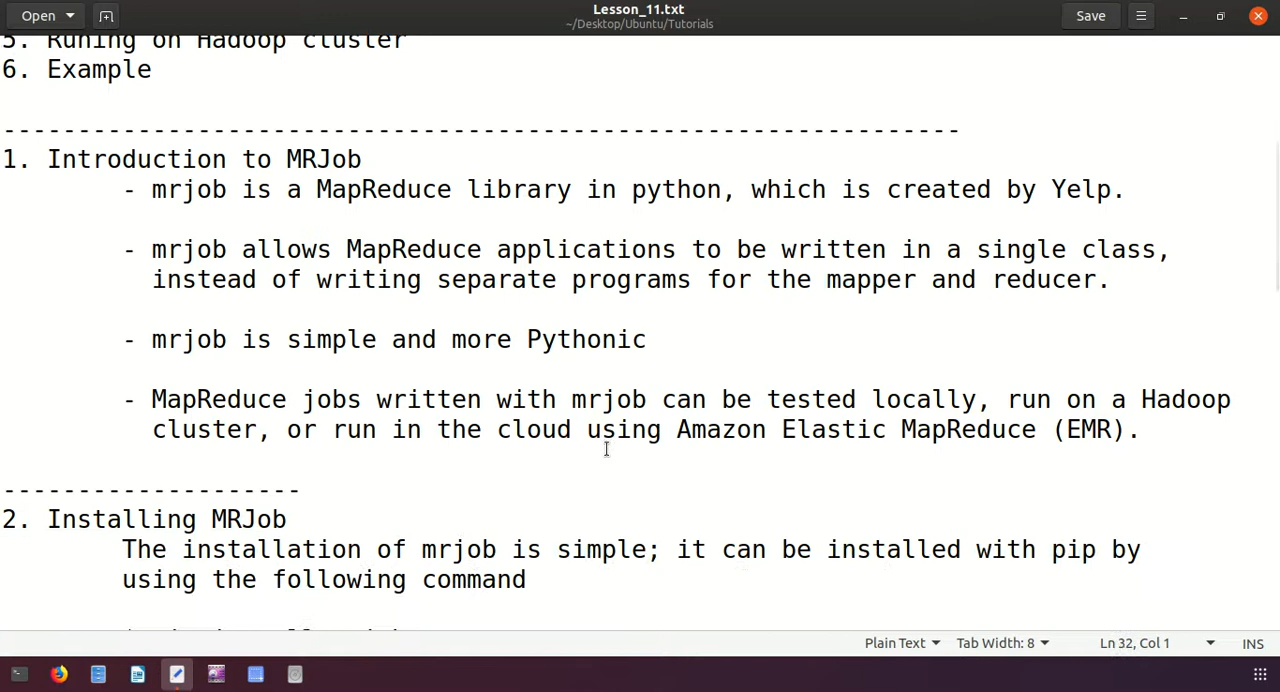 Open
Lesson_11.txt
~/Desktop/Ubuntu/Tutorials
Save
5. Runing on Hadoop cluster
6. Example
----------------------------------------------------------------
1. Introduction to MRJob
- mrjob is a MapReduce library in python, which is created by Yelp.
- mrjob allows MapReduce applications to be written in a single class,
instead of writing separate programs for the mapper and reducer.
- mrjob is simple and more Pythonic
- MapReduce jobs written with mrjob can be tested locally, run on a Hadoop
cluster, or run in the cloud using Amazon Elastic MapReduce (EMR).
--------------------
2. Installing MRJob
The installation of mrjob is simple; it can be installed with pip by
using the following command
Plain Text
Tab Width: 8
Ln 32, Col 1
INS